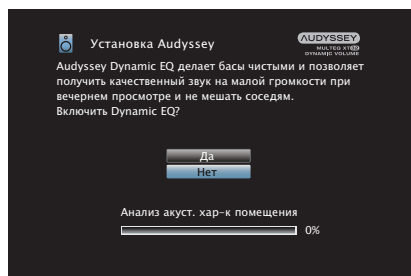 Установка Audyssey
AUDYSSEY
MULTEQ XT32
DYNAMIC VOLUME
Audyssey Dynamic EQ делает басы чистыми и позволяет
получить качественный звук на малой громкости при
вечернем просмотре и не мешать соседям.
Включить Dynamic EQ?
Да
Нет
Анализ акуст. хар-к помещения
0%